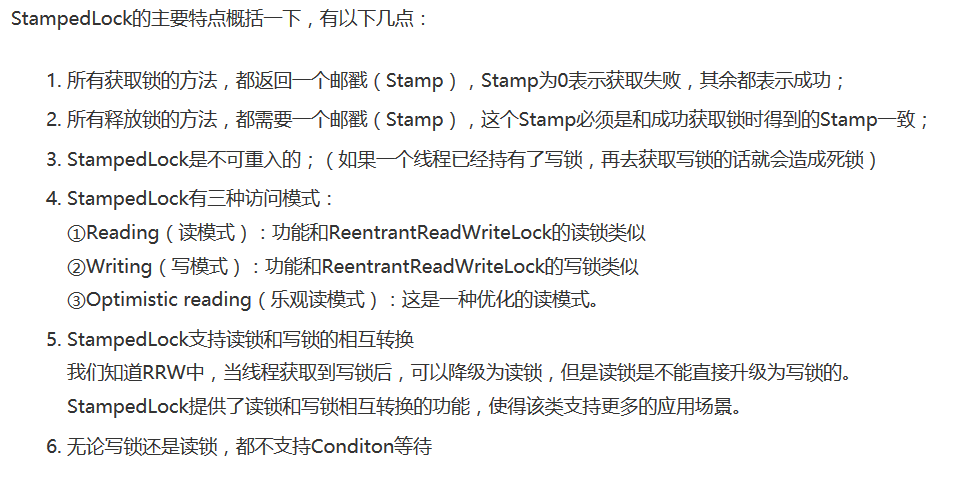 StampedLock的主要特点概括一下，有以下几点：
1. 所有获取锁的方法，都返回一个邮戳（Stamp），Stamp为0表示获取失败，其余都表示成功；
2. 所有释放锁的方法，都需要一个邮戳（Stamp），这个Stamp必须是和成功获取锁时得到的Stamp一致；
3. StampedLock是不可重入的；（如果一个线程已经持有了写锁，再去获取写锁的话就会造成死锁）
4. StampedLock有三种访问模式：
①Reading（读模式）：功能和ReentrantReadWriteLock的读锁类似
②Writing（写模式）：功能和ReentrantReadWriteLock的写锁类似
③Optimistic reading（乐观读模式）：这是一种优化的读模式。
5. StampedLock支持读锁和写锁的相互转换
我们知道RRW中，当线程获取到写锁后，可以降级为读锁，但是读锁是不能直接升级为写锁的。
StampedLock提供了读锁和写锁相互转换的功能，使得该类支持更多的应用场景。
6. 无论写锁还是读锁，都不支持Conditon等待